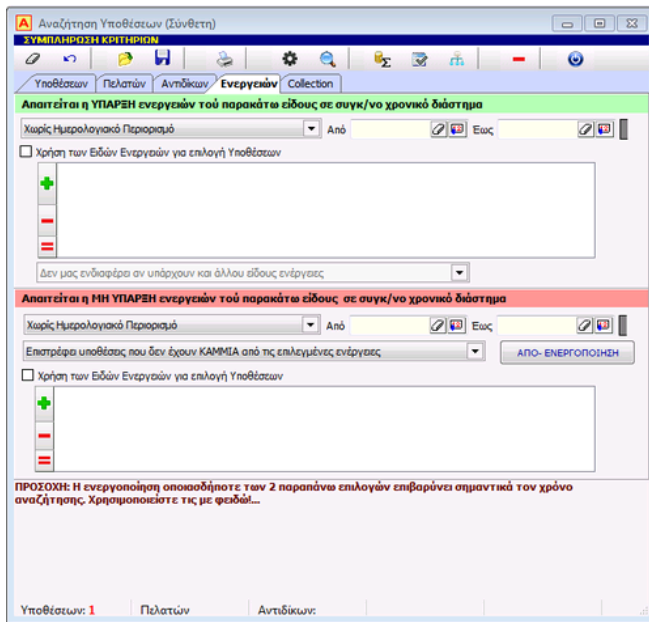 Αναζήτηση Υποθέσεων (Σύνθετη)
ΣΥΜΠΛΗΡΩΣΗ ΚΡΙΤΗΡΙΩΝ
Υποθέσεων Πελατών Αντιδίκων Ενεργειών Collection
Απαιτείται η ΥΠΑΡΞΗ ενεργειών τού παρακάτω είδους σε συγκ/νο χρονικό διάστημα
Χωρίς Ημερολογιακό Περιορισμό Από Εως
Χρήση των Ειδών Ενεργειών για επιλογή Υποθέσεων
Δεν μας ενδιαφέρει αν υπάρχουν και άλλου είδους ενέργειες
Απαιτείται η ΜΗ ΥΠΑΡΞΗ ενεργειών τού παρακάτω είδους σε συγκ/νο χρονικό διάστημα
Χωρίς Ημερολογιακό Περιορισμό Από Εως
Επιστρέφει υποθέσεις που δεν έχουν ΚΑΜΜΙΑ από τις επιλεγμένες ενέργειες ΑΠΟ- ΕΝΕΡΓΟΠΟΙΗΣΗ
Χρήση των Ειδών Ενεργειών για επιλογή Υποθέσεων
ΠΡΟΣΟΧΗ: Η ενεργοποίηση οποιασδήποτε των 2 παραπάνω επιλογών επιβαρύνει σημαντικά τον χρόνο
αναζήτησης. Χρησιμοποιείστε τις με φειδώ!...
Υποθέσεων: 1 Πελατών Αντιδίκων: